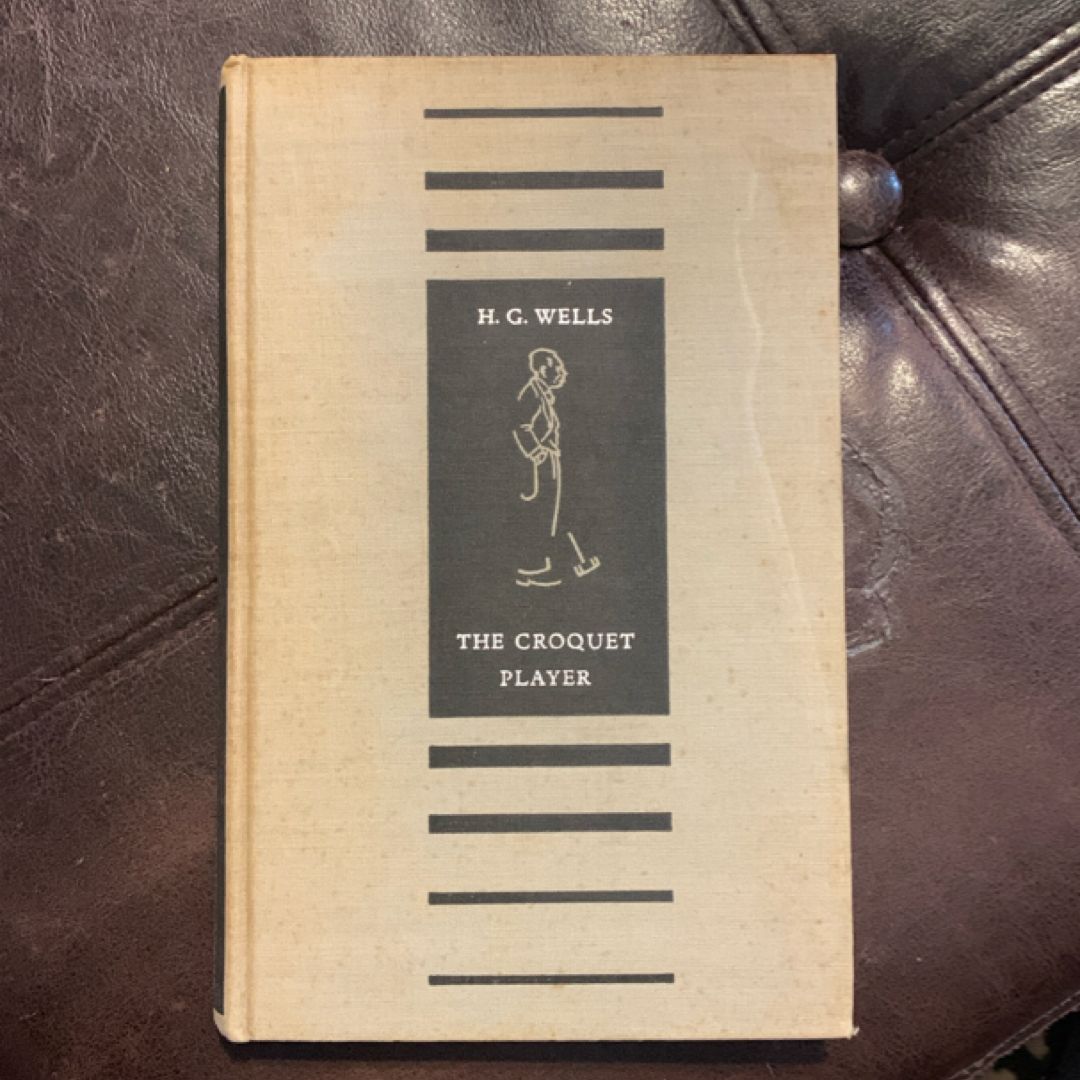 H. G. WELLS
THE CROQUET
PLAYER